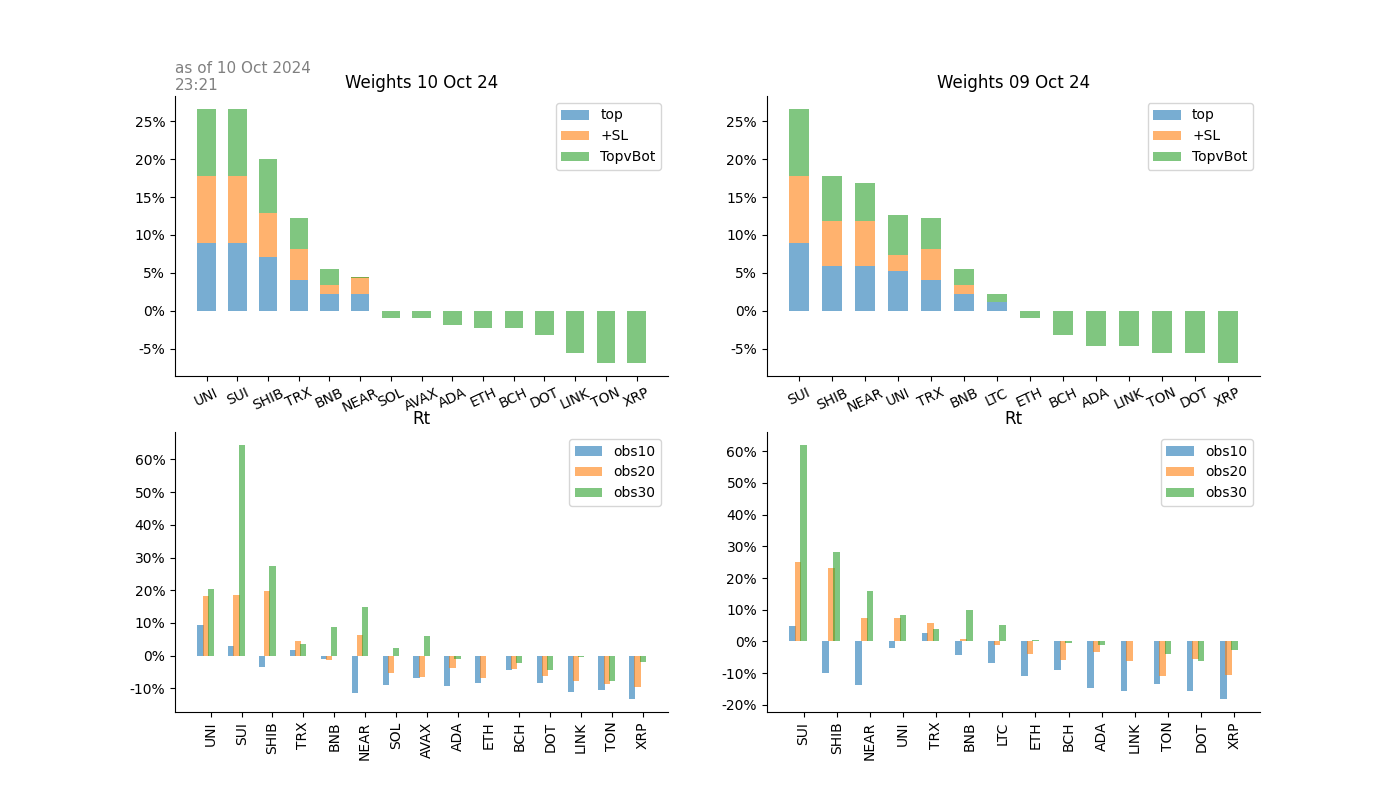 as of 10 Oct 2024
23:21
Weights 10 Oct 24
25%
20%
15%
10%
5%
0%
-5%
top
+SL
TopvBot
UNI SUI SHIB TRX BNB NEAR SOL AVAX ADA ETH BCH DOT LINK TON XRP
Weights 09 Oct 24
25%
20%
15%
10%
5%
0%
-5%
top
+SL
TopvBot
SUI SHIB NEAR UNI TRX BNB LTC ETH BCH ADA LINK TON DOT XRP
Rt
60%
50%
40%
30%
20%
10%
0%
-10%
obs10
obs20
obs30
UNI SUI SHIB TRX BNB NEAR SOL AVAX ADA ETH BCH DOT LINK TON XRP
Rt
60%
50%
40%
30%
20%
10%
0%
-10%
-20%
obs10
obs20
obs30
SUI SHIB NEAR UNI TRX BNB LTC ETH BCH ADA LINK TON DOT XRP